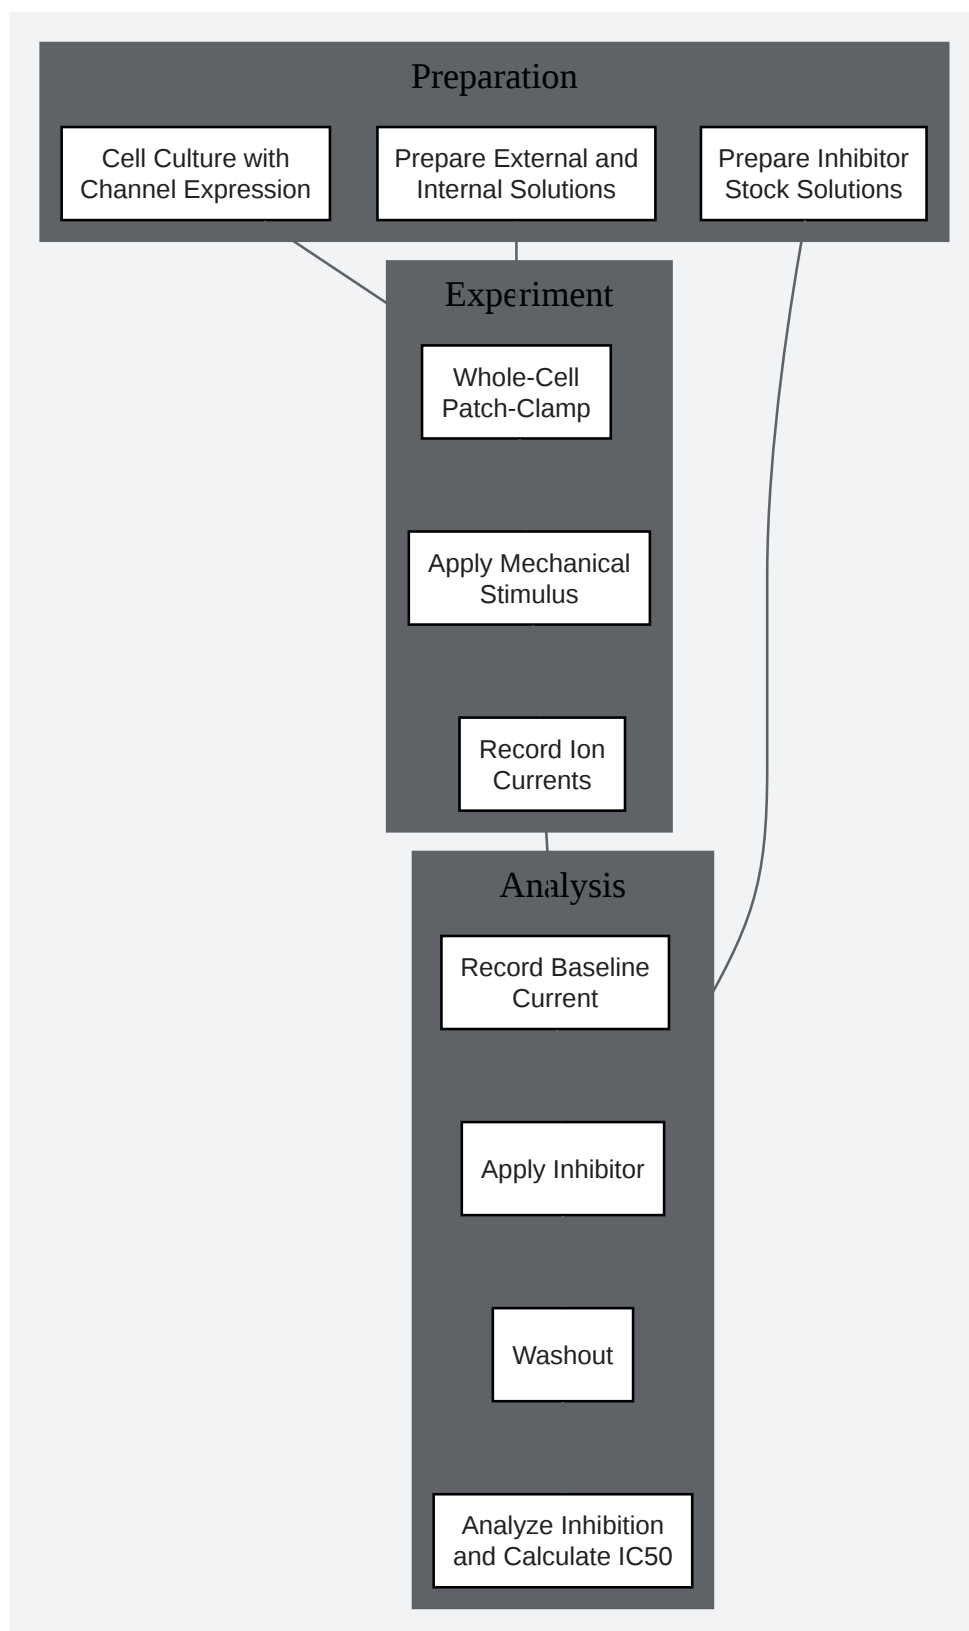 Preparation
Cell Culture with
Channel Expression
Prepare External and
Internal Solutions
Prepare Inhibitor
Stock Solutions
Experiment
Whole-Cell
Patch-Clamp
Apply Mechanical
Stimulus
Record Ion
Currents
Analysis
Record Baseline
Current
Apply Inhibitor
Washout
Analyze Inhibition
and Calculate IC50